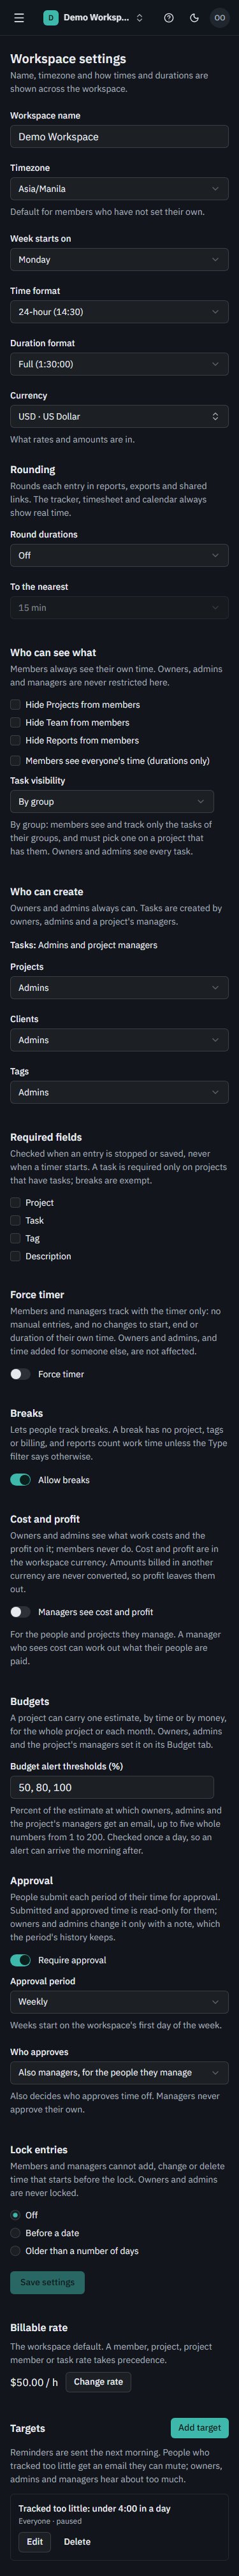 D Demo Worksp... OO
Workspace settings
Name, timezone and how times and durations are
shown across the workspace.
Workspace name
Demo Workspace
Timezone
Asia/Manila
Default for members who have not set their own.
Week starts on
Monday
Time format
24-hour (14:30)
Duration format
Full (1:30:00)
Currency
USD · US Dollar
What rates and amounts are in.
Rounding
Rounds each entry in reports, exports and shared
links. The tracker, timesheet and calendar always
show real time.
Round durations
Off
To the nearest
15 min
Who can see what
Members always see their own time. Owners, admins
and managers are never restricted here.
Hide Projects from members
Hide Team from members
Hide Reports from members
Members see everyone's time (durations only)
Task visibility
By group
By group: members see and track only the tasks of
their groups, and must pick one on a project that
has them. Owners and admins see every task.
Who can create
Owners and admins always can. Tasks are created by
owners, admins and a project's managers.
Tasks: Admins and project managers
Projects
Admins
Clients
Admins
Tags
Admins
Required fields
Checked when an entry is stopped or saved, never
when a timer starts. A task is required only on projects
that have tasks; breaks are exempt.
Project
Task
Tag
Description
Force timer
Members and managers track with the timer only: no
manual entries, and no changes to start, end or
duration of their own time. Owners and admins, and
time added for someone else, are not affected.
Force timer
Breaks
Lets people track breaks. A break has no project, tags
or billing, and reports count work time unless the Type
filter says otherwise.
Allow breaks
Cost and profit
Owners and admins see what work costs and the
profit on it; members never do. Cost and profit are in
the workspace currency. Amounts billed in another
currency are never converted, so profit leaves them
out.
Managers see cost and profit
For the people and projects they manage. A manager
who sees cost can work out what their people are
paid.
Budgets
A project can carry one estimate, by time or by money,
for the whole project or each month. Owners, admins
and the project's managers set it on its Budget tab.
Budget alert thresholds (%)
50, 80, 100
Percent of the estimate at which owners, admins and
the project's managers get an email, up to five whole
numbers from 1 to 200. Checked once a day, so an
alert can arrive the morning after.
Approval
People submit each period of their time for approval.
Submitted and approved time is read-only for them;
owners and admins change it only with a note, which
the period's history keeps.
Require approval
Approval period
Weekly
Weeks start on the workspace's first day of the week.
Who approves
Also managers, for the people they manage
Also decides who approves time off. Managers never
approve their own.
Lock entries
Members and managers cannot add, change or delete
time that starts before the lock. Owners and admins
are never locked.
Off
Before a date
Older than a number of days
Save settings
Billable rate
The workspace default. A member, project, project
member or task rate takes precedence.
$50.00 / h Change rate
Targets Add target
Reminders are sent the next morning. People who
tracked too little get an email they can mute; owners,
admins and managers hear about too much.
Tracked too little: under 4:00 in a day
Everyone · paused
Edit Delete